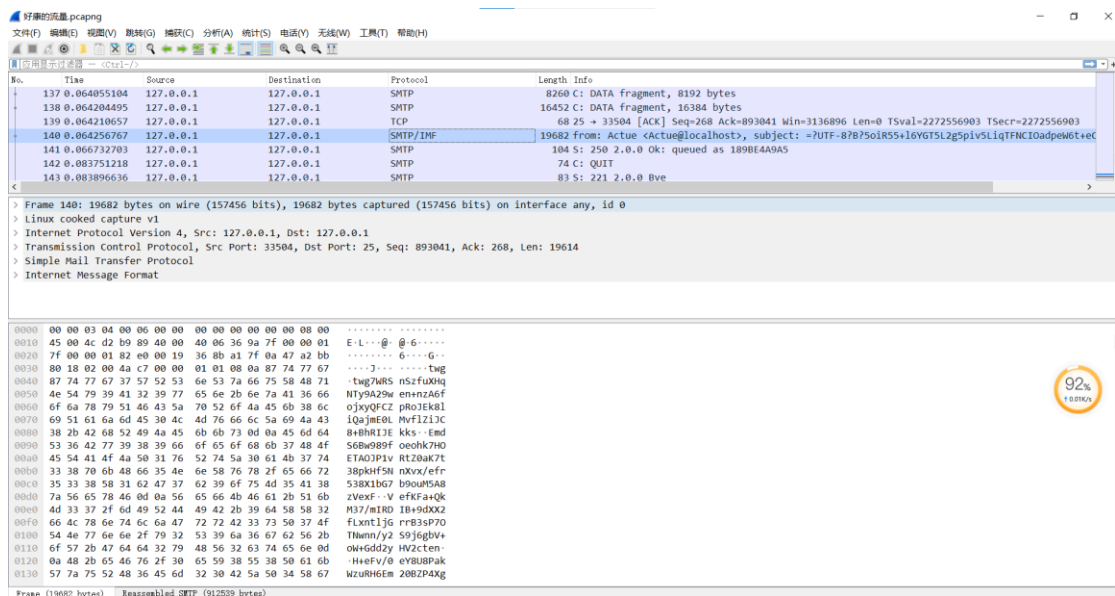 好康的流量.pcapng
文件(F) 编辑(E) 视图(V) 跳转(G) 捕获(C) 分析(A) 统计(S) 电话(Y) 无线(W) 工具(T) 帮助(H)
应用显示过滤器 … <Ctrl-/>
No. Time Source Destination Protocol Length Info
137 0.064055104 127.0.0.1 127.0.0.1 SMTP 8260 C: DATA fragment, 8192 bytes
138 0.064204495 127.0.0.1 127.0.0.1 SMTP 16452 C: DATA fragment, 16384 bytes
139 0.064210657 127.0.0.1 127.0.0.1 TCP 68 25 → 33504 [ACK] Seq=268 Ack=893041 Win=3136896 Len=0 TSval=2272556903 TSecr=2272556903
140 0.064256767 127.0.0.1 127.0.0.1 SMTP/IMF 19682 from: Actue <Actue@localhost>, subject: =?UTF-8?B?5oiR55+l6YGT5L2g5piv5LiqTFNCIOadpeW6t+eC
141 0.066732703 127.0.0.1 127.0.0.1 SMTP 104 S: 250 2.0.0 Ok: queued as 189BE4A9A5
142 0.083751218 127.0.0.1 127.0.0.1 SMTP 74 C: QUIT
143 0.083896636 127.0.0.1 127.0.0.1 SMTP 83 S: 221 2.0.0 Bye
> Frame 140: 19682 bytes on wire (157456 bits), 19682 bytes captured (157456 bits) on interface any, id 0
> Linux cooked capture v1
> Internet Protocol Version 4, Src: 127.0.0.1, Dst: 127.0.0.1
> Transmission Control Protocol, Src Port: 33504, Dst Port: 25, Seq: 893041, Ack: 268, Len: 19614
> Simple Mail Transfer Protocol
> Internet Message Format
0000 00 00 03 04 00 06 00 00 00 00 00 00 00 00 08 00 ········ ········
0010 45 00 4c d2 b9 89 40 00 40 06 36 9a 7f 00 00 01 E·L···@· @·6·····
0020 7f 00 00 01 82 e0 00 19 36 8b a1 7f 0a 47 a2 bb ········ 6····G··
0030 80 18 02 00 4a c7 00 00 01 01 08 0a 87 74 77 67 ····J··· ·····twg
0040 87 74 77 67 37 57 52 53 6e 53 7a 66 75 58 48 71 ·twg7WRS nSzfuXHq
0050 4e 54 79 39 41 32 39 77 65 6e 2b 6e 7a 41 36 66 NTy9A29w en+nzA6f
0060 6f 6a 78 79 51 46 43 5a 70 52 6f 4a 45 6b 38 6c ojxyQFCZ pRoJEk8l
0070 69 51 61 6a 6d 45 30 4c 4d 76 66 6c 5a 69 4a 43 iQajmE0L MvflZiJC
0080 38 2b 42 68 52 49 4a 45 6b 6b 73 0d 0a 45 6d 64 8+BhRIJE kks··Emd
0090 53 36 42 77 39 38 39 66 6f 65 6f 68 6b 37 48 4f S6Bw989f oeohk7HO
00a0 45 54 41 4f 4a 50 31 76 52 74 5a 30 61 4b 37 74 ETAOJP1v RtZ0aK7t
00b0 33 38 70 6b 48 66 35 4e 6e 58 76 78 2f 65 66 72 38pkHf5N nXvx/efr
00c0 35 33 38 58 31 62 47 37 62 39 6f 75 4d 35 41 38 538X1bG7 b9ouM5A8
00d0 7a 56 65 78 46 0d 0a 56 65 66 4b 46 61 2b 51 6b zVexF··V efKFa+Qk
00e0 4d 33 37 2f 6d 49 52 44 49 42 2b 39 64 58 58 32 M37/mIRD IB+9dXX2
00f0 66 4c 78 6e 74 6c 6a 47 72 72 42 33 73 50 37 4f fLxntljG rrB3sP7O
0100 54 4e 77 6e 6e 2f 79 32 53 39 6a 36 67 62 56 2b TNwnn/y2 S9j6gbV+
0110 6f 57 2b 47 64 64 32 79 48 56 32 63 74 65 6e 0d oW+Gdd2y HV2cten·
0120 0a 48 2b 65 46 76 2f 30 65 59 38 55 38 50 61 6b ·H+eFv/0 eY8U8Pak
0130 57 7a 75 52 48 36 45 6d 32 30 42 5a 50 34 58 67 WzuRH6Em 20BZP4Xg
92%
↑ 0.01K/s
Frame (19682 bytes) Reassembled SMTP (912539 bytes)